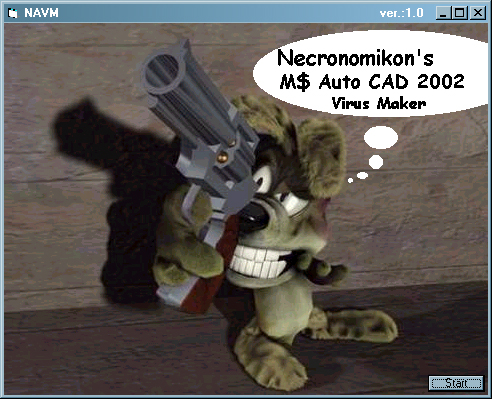 NAVM ver.:1.0
Necronomikon's
M$ Auto CAD 2002
Virus Maker
Start